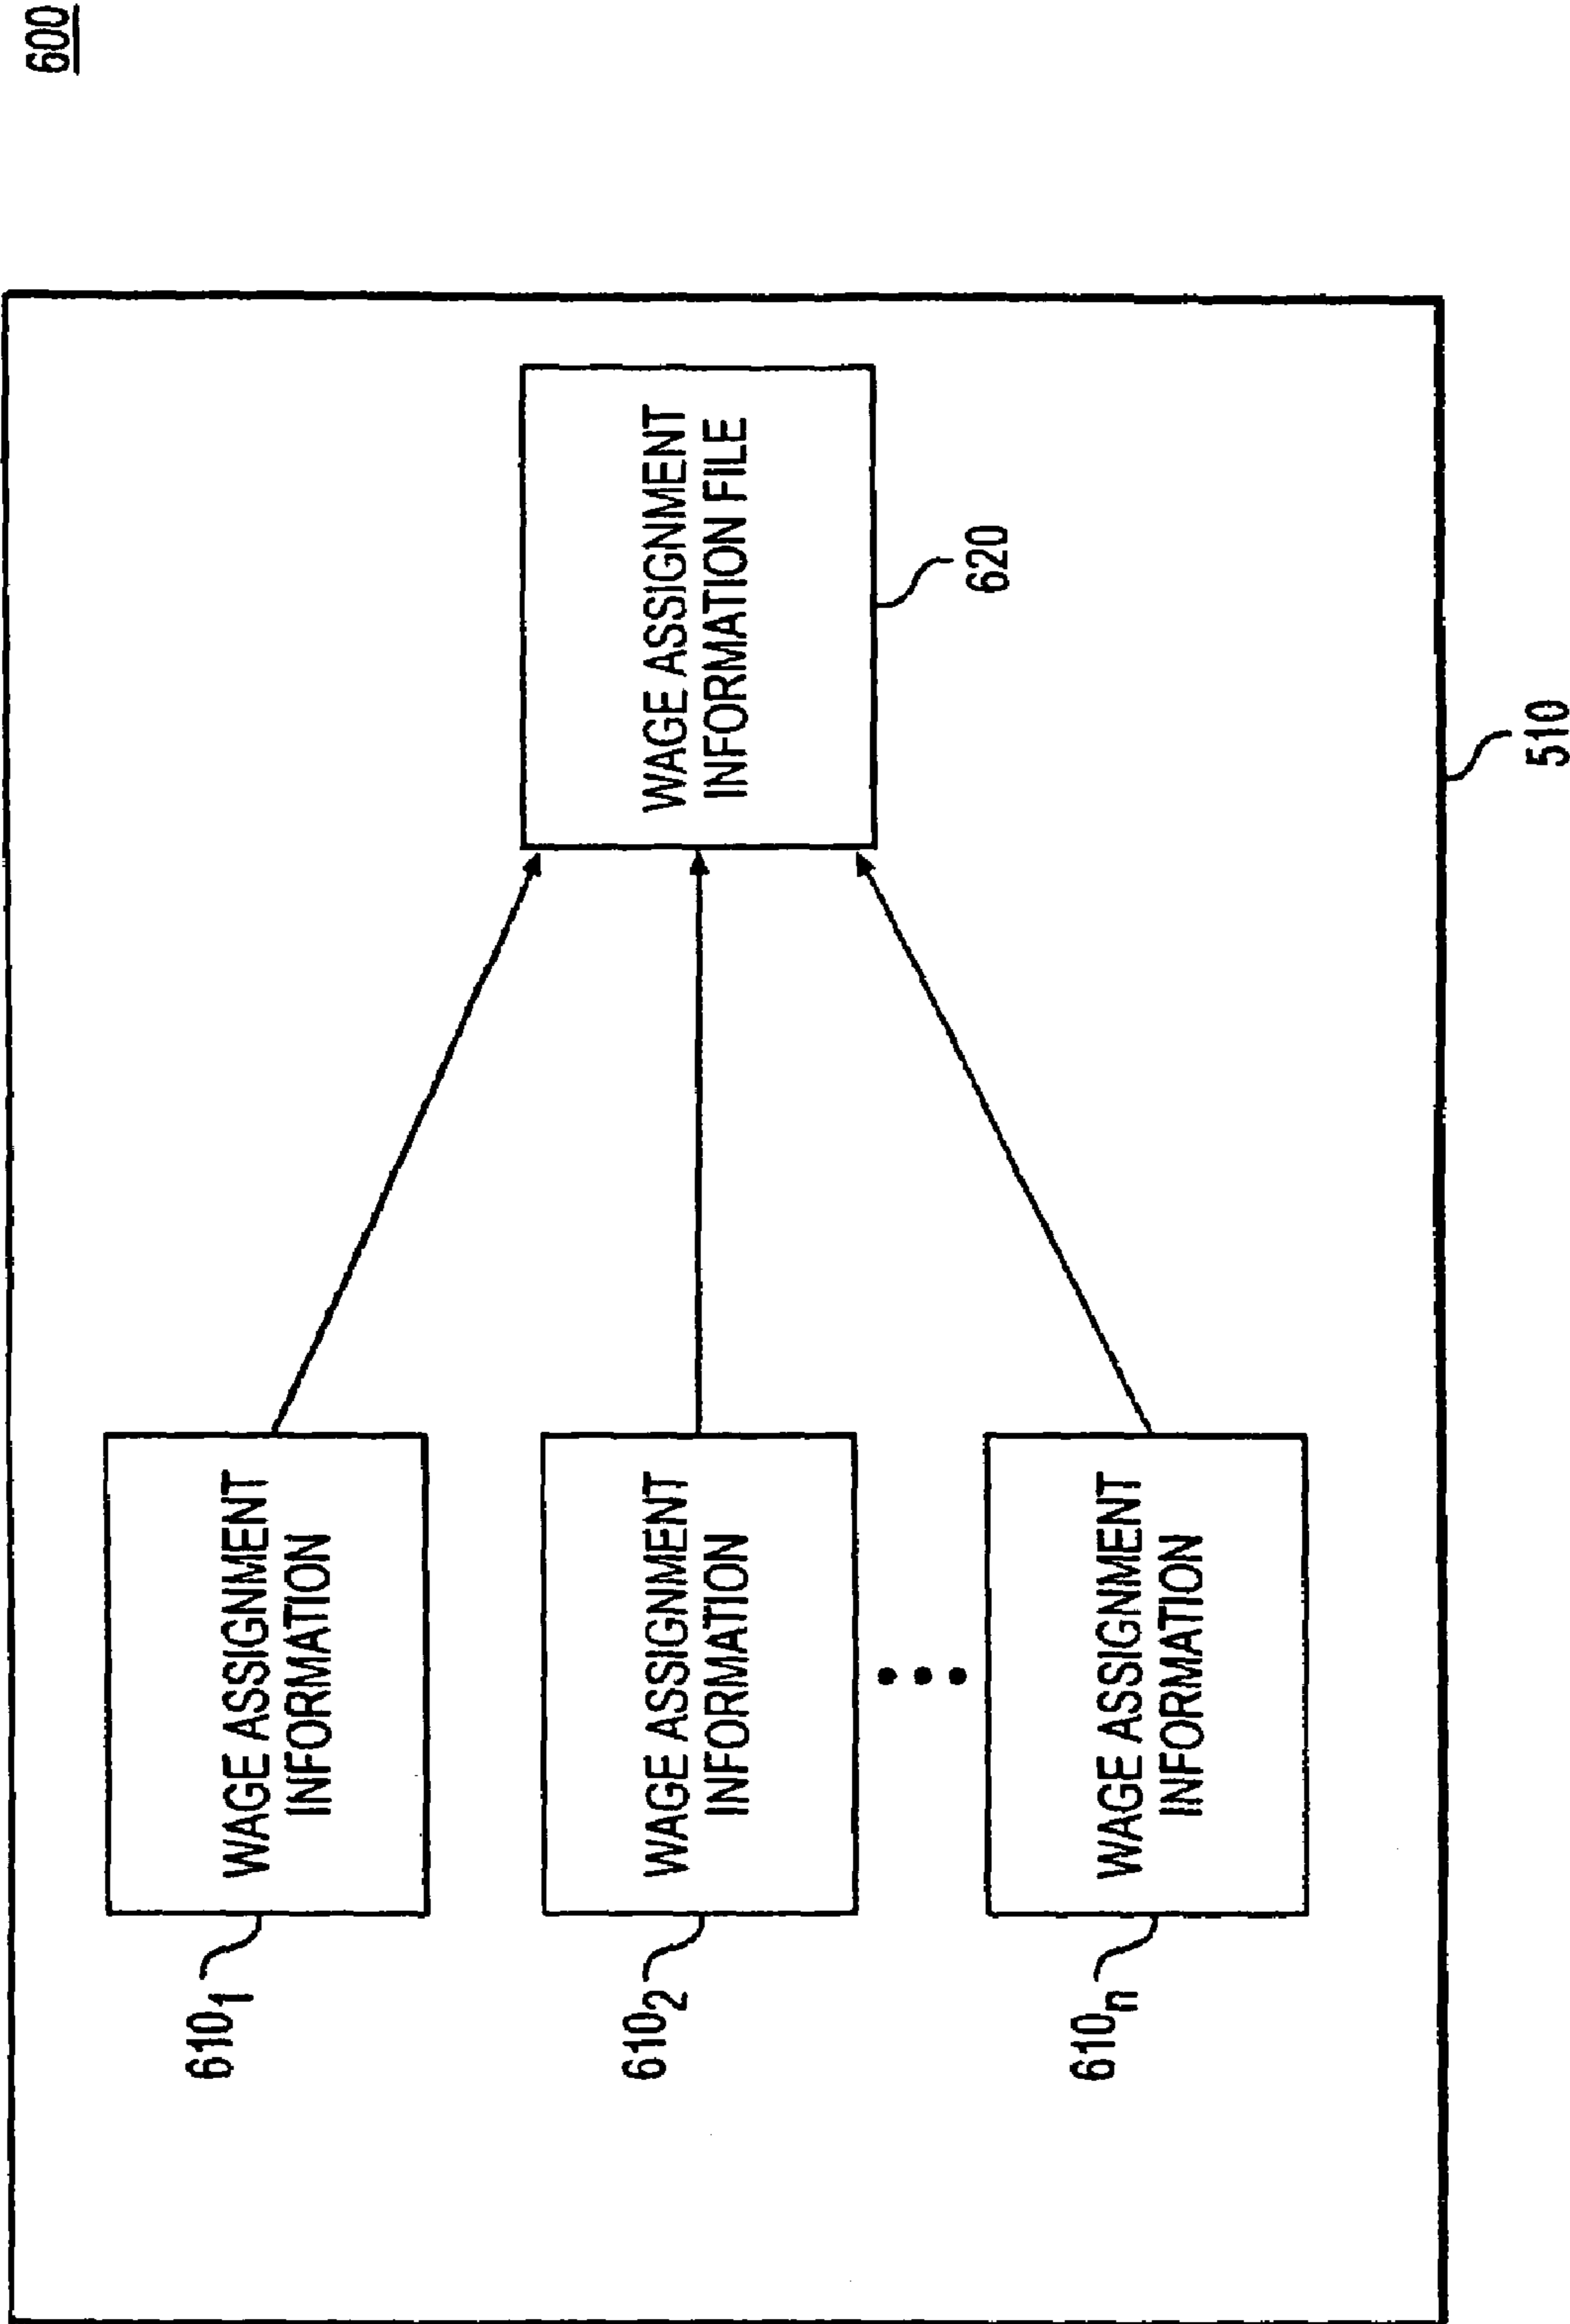 600
610₁
WAGE ASSIGNMENT
INFORMATION
610₂
WAGE ASSIGNMENT
INFORMATION
610ₙ
WAGE ASSIGNMENT
INFORMATION
WAGE ASSIGNMENT
INFORMATION FILE
620
510